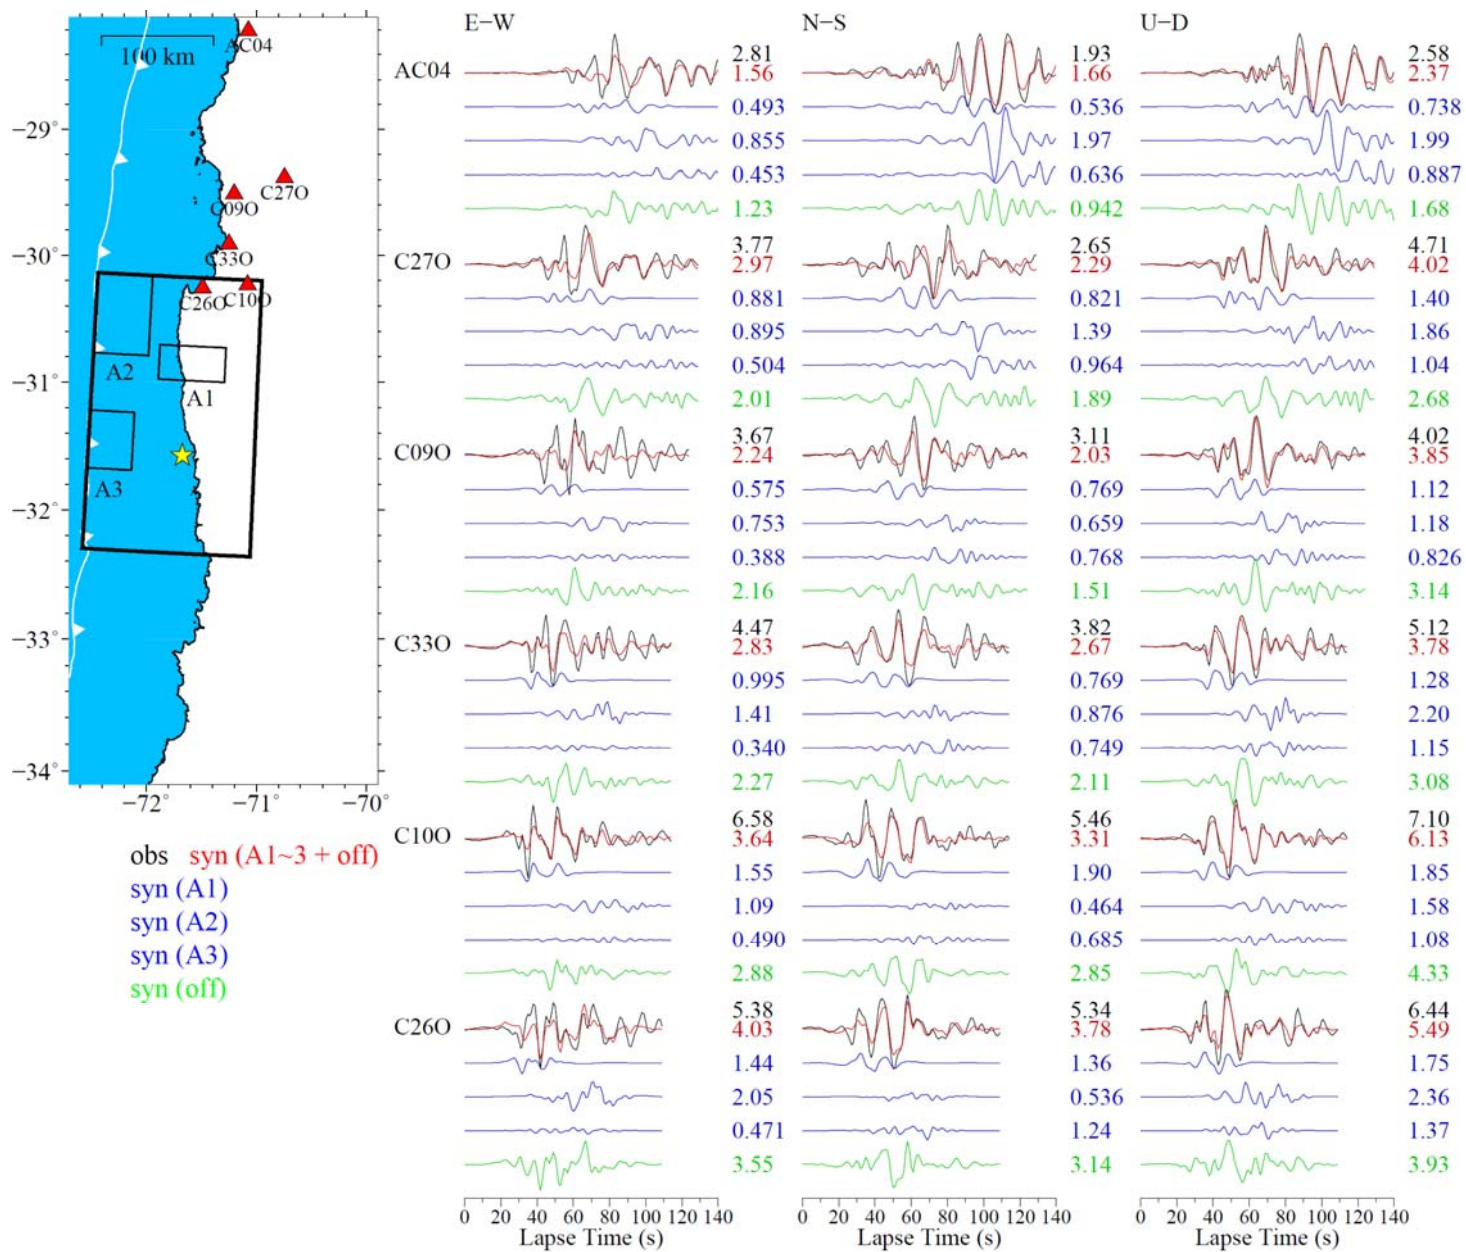 E−W N−S U−D
AC04 2.81 1.93 2.58
1.56 1.66 2.37
0.493 0.536 0.738
0.855 1.97 1.99
0.453 0.636 0.887
1.23 0.942 1.68
C27O 3.77 2.65 4.71
2.97 2.29 4.02
0.881 0.821 1.40
0.895 1.39 1.86
0.504 0.964 1.04
2.01 1.89 2.68
C09O 3.67 3.11 4.02
2.24 2.03 3.85
0.575 0.769 1.12
0.753 0.659 1.18
0.388 0.768 0.826
2.16 1.51 3.14
C33O 4.47 3.82 5.12
2.83 2.67 3.78
0.995 0.769 1.28
1.41 0.876 2.20
0.340 0.749 1.15
2.27 2.11 3.08
C10O 6.58 5.46 7.10
3.64 3.31 6.13
1.55 1.90 1.85
1.09 0.464 1.58
0.490 0.685 1.08
2.88 2.85 4.33
C26O 5.38 5.34 6.44
4.03 3.78 5.49
1.44 1.36 1.75
2.05 0.536 2.36
0.471 1.24 1.37
3.55 3.14 3.93
0 20 40 60 80 100 120 140 0 20 40 60 80 100 120 140 0 20 40 60 80 100 120 140
Lapse Time (s) Lapse Time (s) Lapse Time (s)
AC04
100 km
−29°
C27O
C09O
C33O
−30°
C26O C10O
A2
−31°
A1
A3
−32°
−33°
−34°
−72° −71° −70°
obs syn (A1~3 + off)
syn (A1)
syn (A2)
syn (A3)
syn (off)